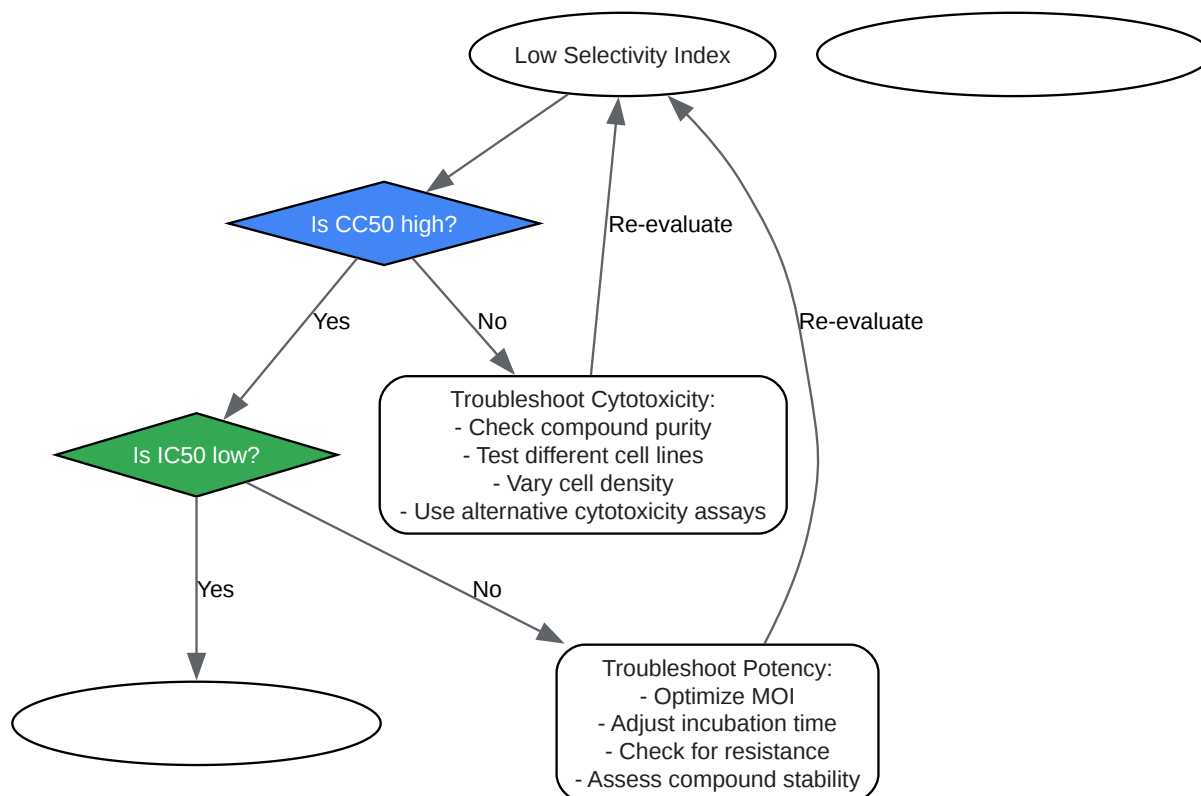 Low Selectivity Index
Is CC50 high?
Re-evaluate
Yes
No
Re-evaluate
Troubleshoot Cytotoxicity:
- Check compound purity
- Test different cell lines
- Vary cell density
- Use alternative cytotoxicity assays
Is IC50 low?
Yes
No
Troubleshoot Potency:
- Optimize MOI
- Adjust incubation time
- Check for resistance
- Assess compound stability